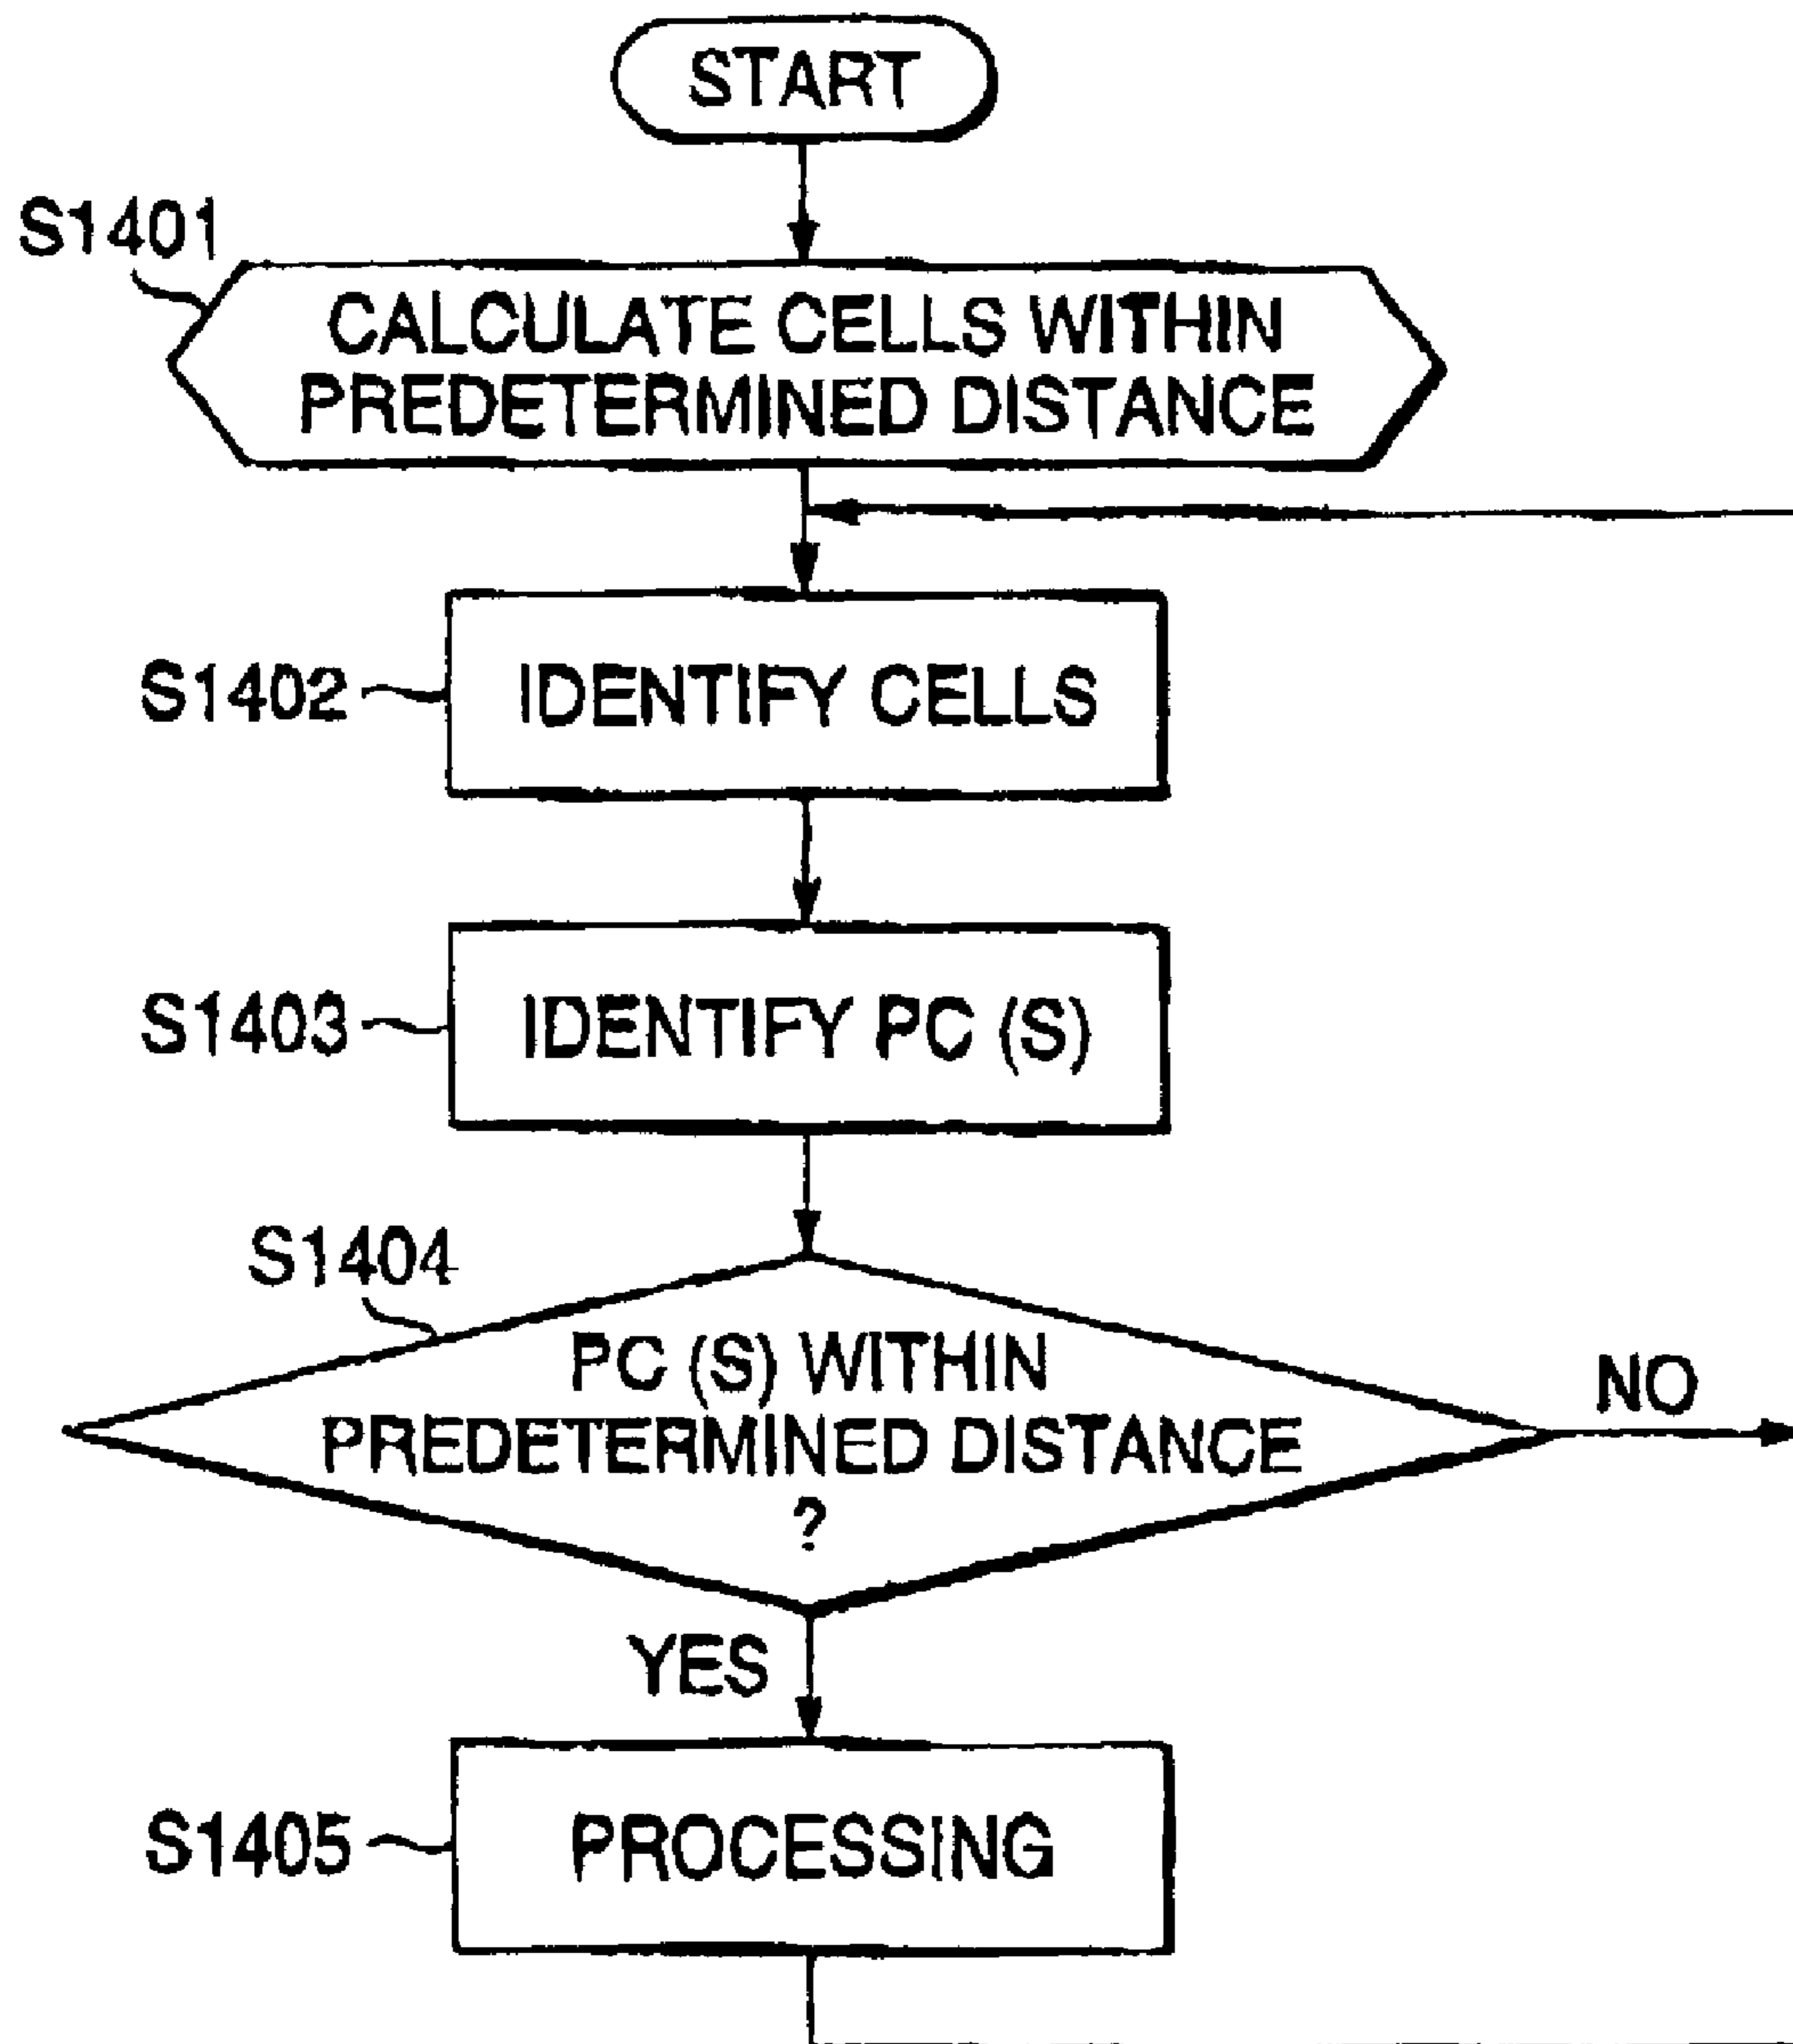 START
S1401
CALCULATE CELLS WITHIN
PREDETERMINED DISTANCE
S1402
IDENTIFY CELLS
S1403
IDENTIFY PC (S)
S1404
PC (S) WITHIN
PREDETERMINED DISTANCE
?
NO
YES
S1405
PROCESSING